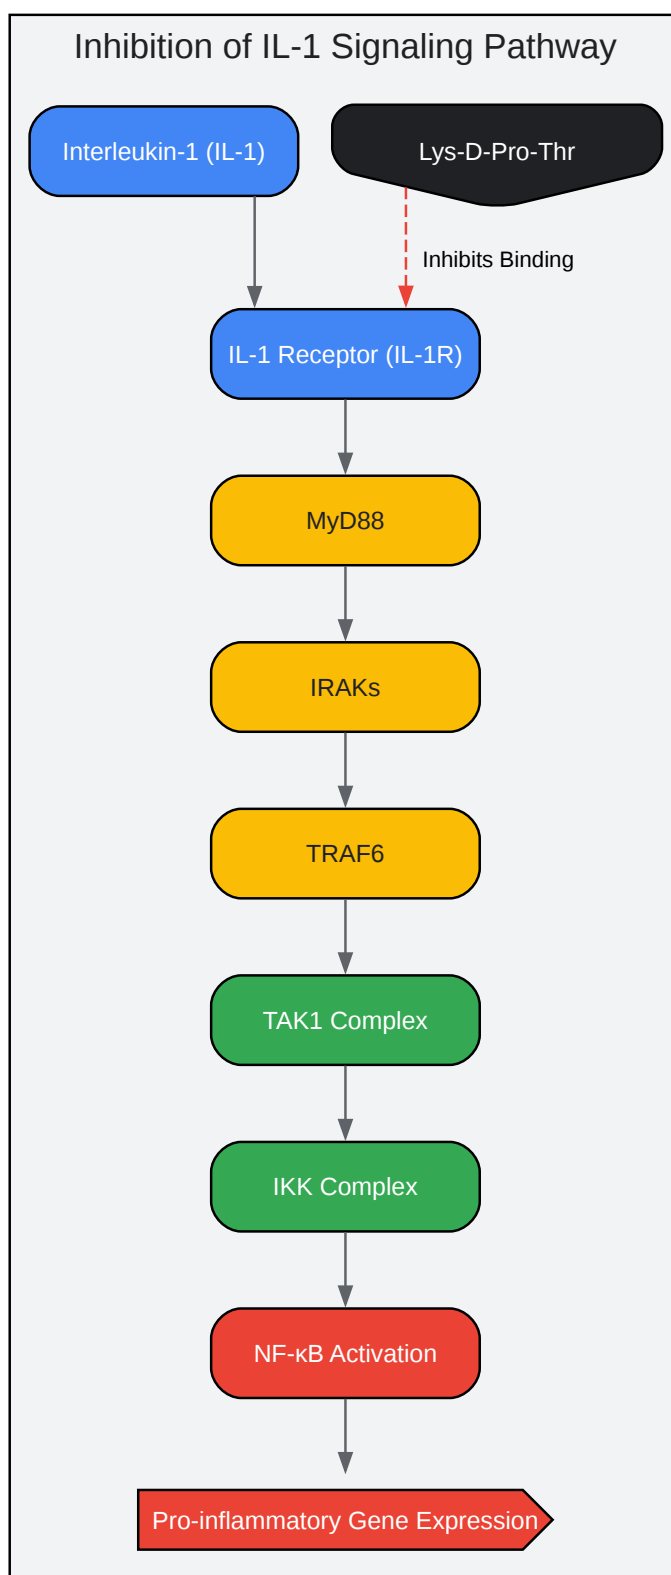 Inhibition of IL-1 Signaling Pathway
Interleukin-1 (IL-1)
Lys-D-Pro-Thr
Inhibits Binding
IL-1 Receptor (IL-1R)
MyD88
IRAKs
TRAF6
TAK1 Complex
IKK Complex
NF-κB Activation
Pro-inflammatory Gene Expression